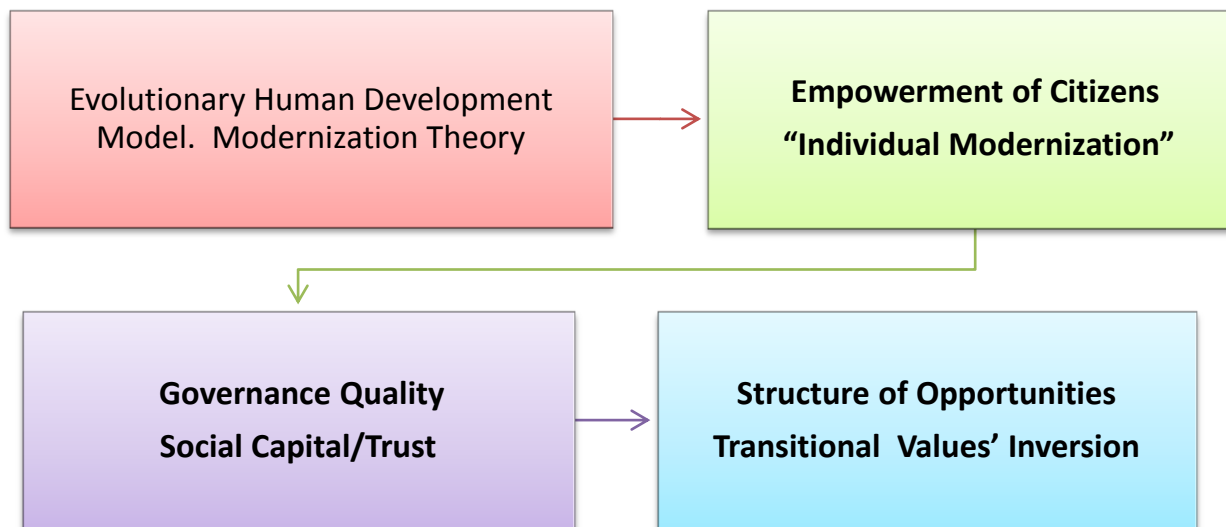 Evolutionary Human Development
Model.  Modernization Theory
Empowerment of Citizens
“Individual Modernization”
Governance Quality
Social Capital/Trust
Structure of Opportunities
Transitional  Values’ Inversion